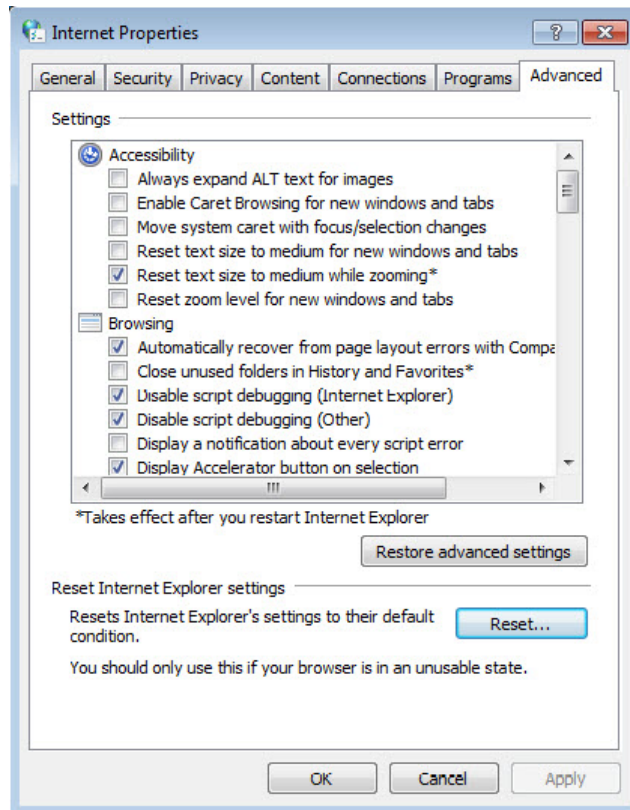 Internet Properties
General Security Privacy Content Connections Programs Advanced
Settings
Accessibility
Always expand ALT text for images
Enable Caret Browsing for new windows and tabs
Move system caret with focus/selection changes
Reset text size to medium for new windows and tabs
Reset text size to medium while zooming*
Reset zoom level for new windows and tabs
Browsing
Automatically recover from page layout errors with Compa
Close unused folders in History and Favorites*
Disable script debugging (Internet Explorer)
Disable script debugging (Other)
Display a notification about every script error
Display Accelerator button on selection
*Takes effect after you restart Internet Explorer
Restore advanced settings
Reset Internet Explorer settings
Resets Internet Explorer's settings to their default
condition.
Reset...
You should only use this if your browser is in an unusable state.
OK Cancel Apply